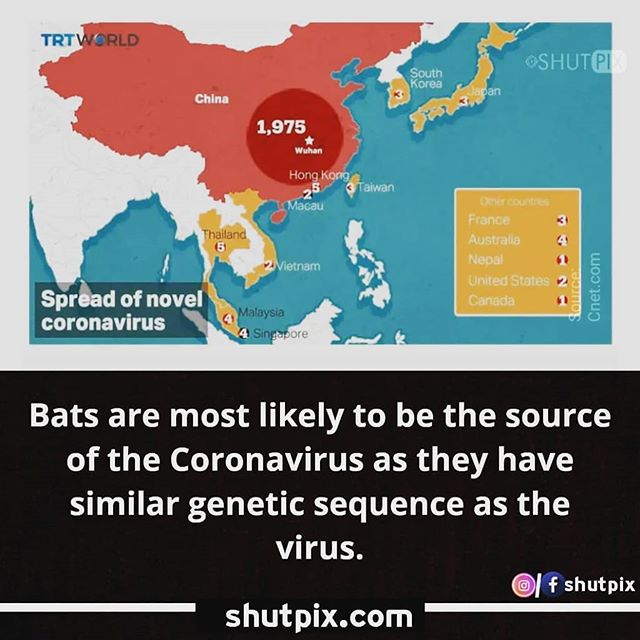 TRTWORLD
SHUTPIX
South
Korea
3
Japan
3
China
1,975
Wuhan
Hong Kong
5
2
Macau
3 Taiwan
Thailand
5
2 Vietnam
Other countries
France 3
Australia 4
Nepal 1
United States 2
Canada 1
Source:
Cnet.com
Spread of novel
coronavirus
Malaysia
4
4 Singapore
Bats are most likely to be the source
of the Coronavirus as they have
similar genetic sequence as the
virus.
/f shutpix
shutpix.com